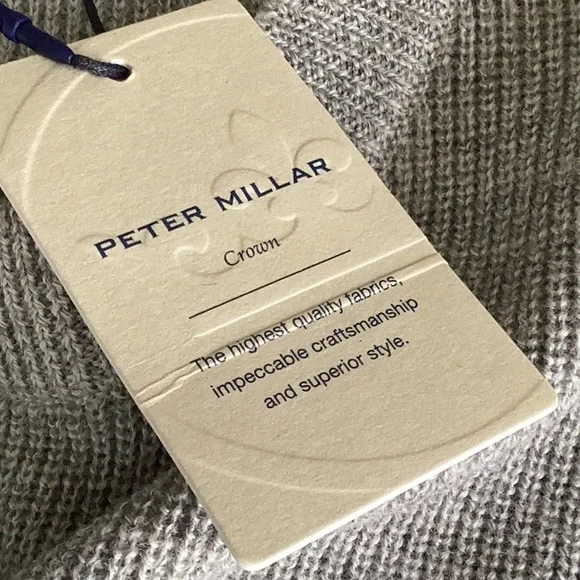 PETER MILLAR
Crown
The highest quality fabrics,
impeccable craftsmanship
and superior style.